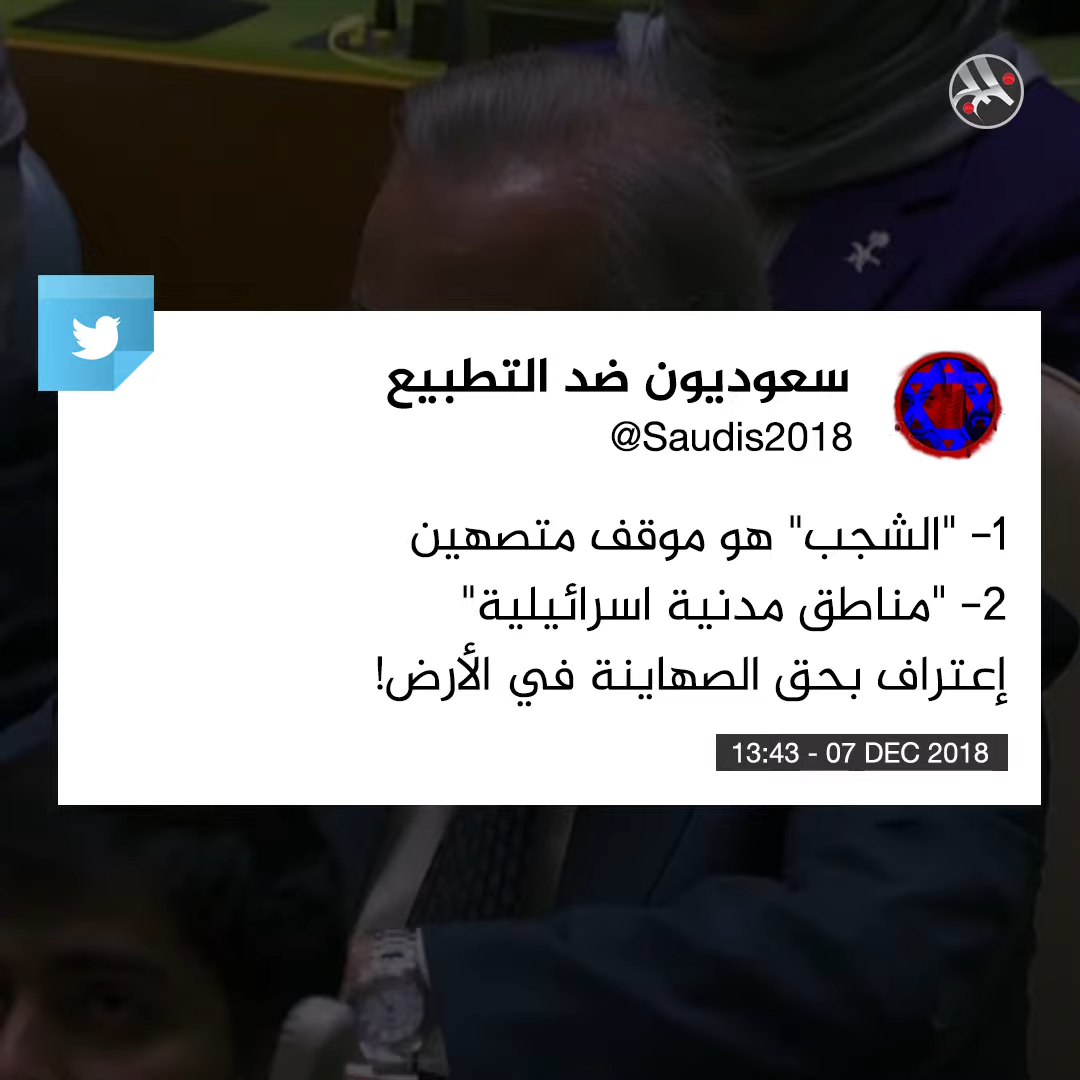 سعوديون ضد التطبيع
@Saudis2018
1- "الشجب" هو موقف متصهين
2- "مناطق مدنية اسرائيلية"
إعتراف بحق الصهاينة في الأرض!
13:43 - 07 DEC 2018